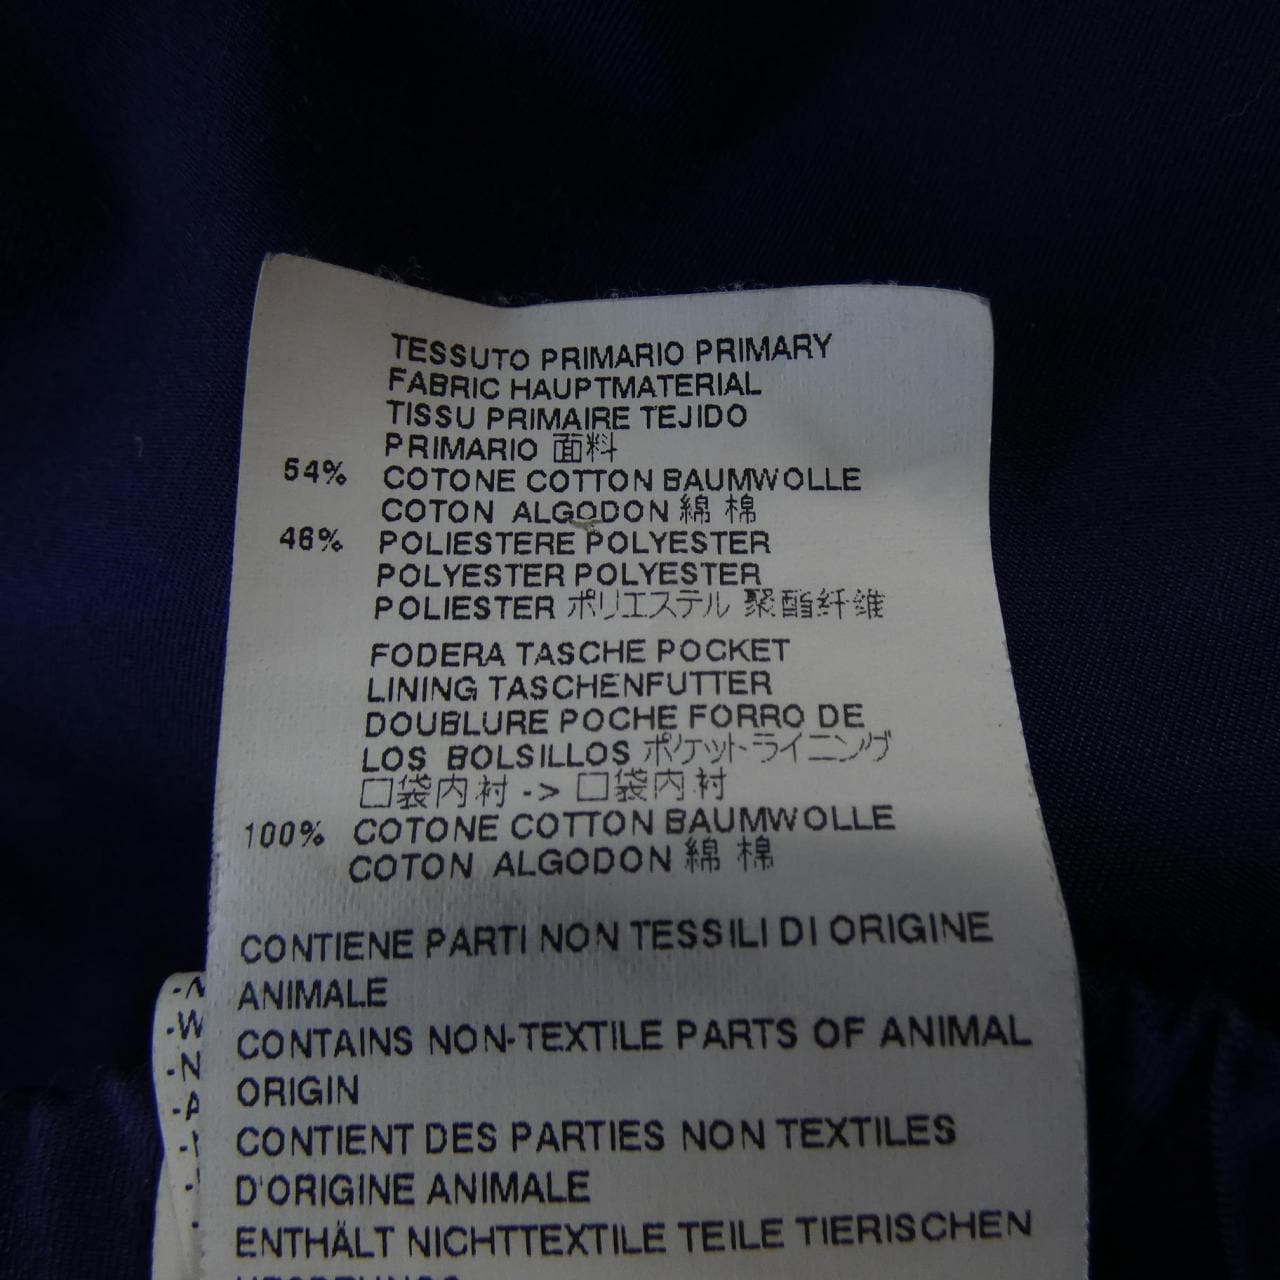 TESSUTO PRIMARIO PRIMARY
FABRIC HAUPTMATERIAL
TISSU PRIMAIRE TEJIDO
PRIMARIO 面料
54% COTONE COTTON BAUMWOLLE
COTON ALGODON 綿 棉
46% POLIESTERE POLYESTER
POLYESTER POLYESTER
POLIESTER ポリエステル 聚酯纤维
FODERA TASCHE POCKET
LINING TASCHENFUTTER
DOUBLURE POCHE FORRO DE
LOS BOLSILLOS ポケットライニング
口袋内衬 -> 口袋内衬
100% COTONE COTTON BAUMWOLLE
COTON ALGODON 綿 棉
CONTIENE PARTI NON TESSILI DI ORIGINE
ANIMALE
CONTAINS NON-TEXTILE PARTS OF ANIMAL
ORIGIN
CONTIENT DES PARTIES NON TEXTILES
D'ORIGINE ANIMALE
ENTHÄLT NICHTTEXTILE TEILE TIERISCHEN